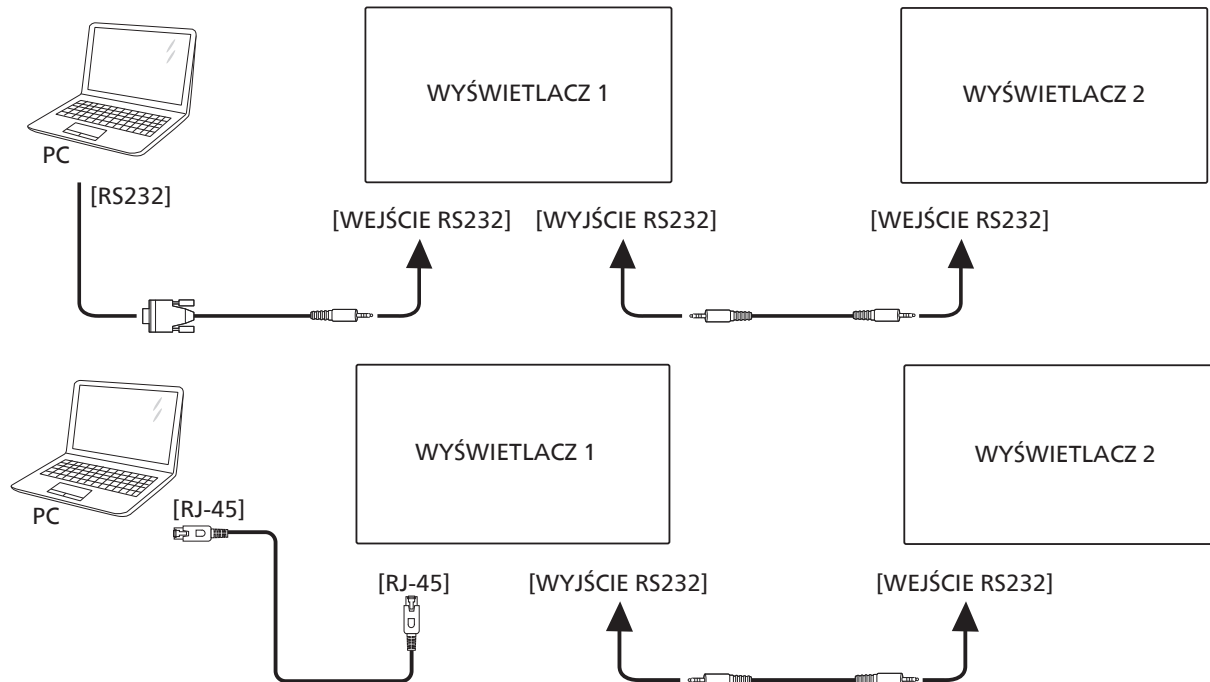 WYŚWIETLACZ 1
WYŚWIETLACZ 2
PC
[RS232]
[WEJŚCIE RS232]
[WYJŚCIE RS232]
[WEJŚCIE RS232]
WYŚWIETLACZ 1
WYŚWIETLACZ 2
PC
[RJ-45]
[RJ-45]
[WYJŚCIE RS232]
[WEJŚCIE RS232]